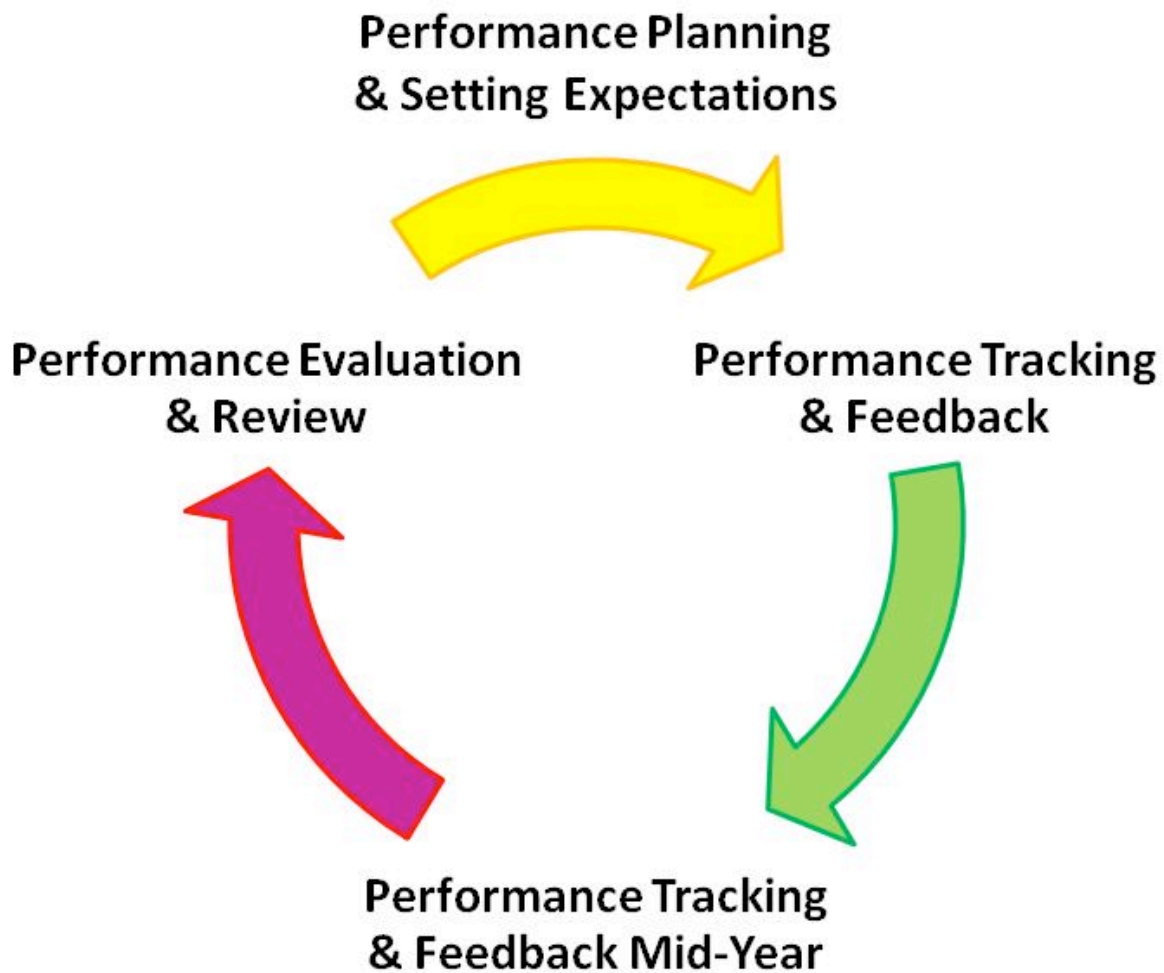 Performance Planning
& Setting Expectations
Performance Evaluation
& Review
Performance Tracking
& Feedback
Performance Tracking
& Feedback Mid-Year